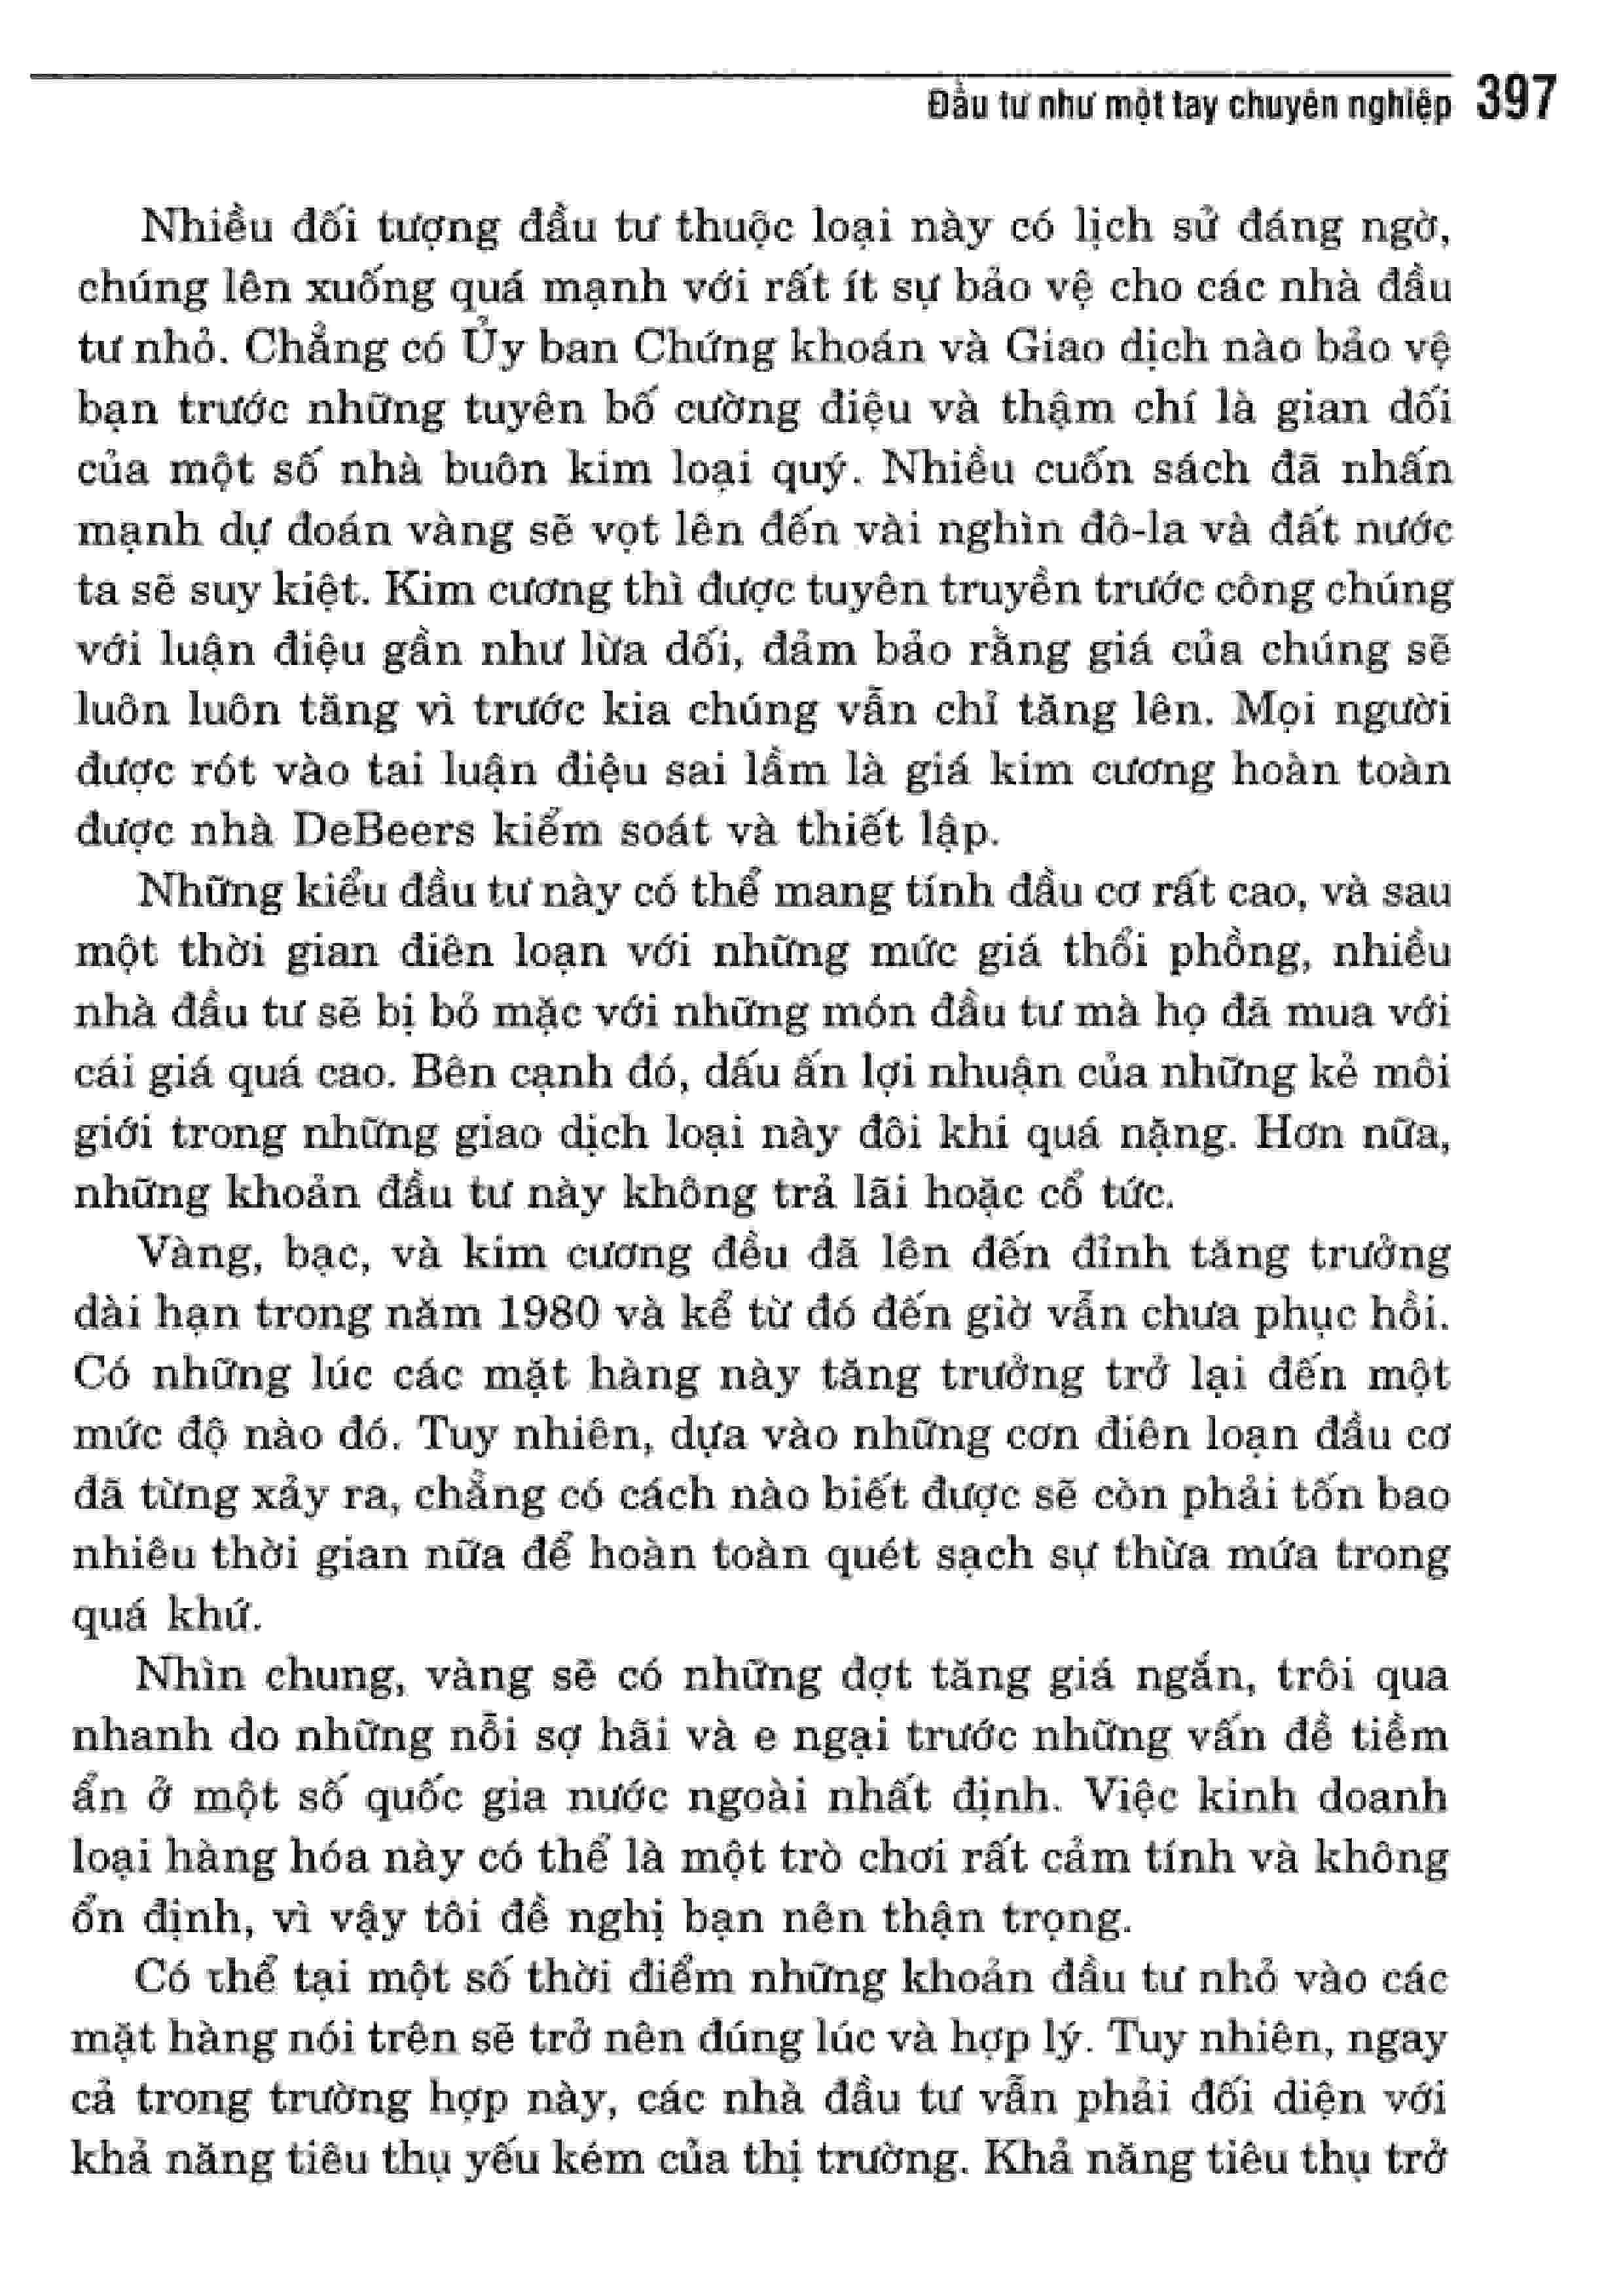 Đầu tư như một tay chuyên nghiệp 397
Nhiều đối tượng đầu tư thuộc loại này có lịch sử đáng ngờ,
chúng lên xuống quá mạnh với rất ít sự bảo vệ cho các nhà đầu
tư nhỏ. Chẳng có Ủy ban Chứng khoán và Giao dịch nào bảo vệ
bạn trước những tuyên bố cường điệu và thậm chí là gian dối
của một số nhà buôn kim loại quý. Nhiều cuốn sách đã nhấn
mạnh dự đoán vàng sẽ vọt lên đến vài nghìn đô-la và đất nước
ta sẽ suy kiệt. Kim cương thì được tuyên truyền trước công chúng
với luận điệu gần như lừa dối, đảm bảo rằng giá của chúng sẽ
luôn luôn tăng vì trước kia chúng vẫn chỉ tăng lên. Mọi người
được rót vào tai luận điệu sai lầm là giá kim cương hoàn toàn
được nhà DeBeers kiểm soát và thiết lập.
Những kiểu đầu tư này có thể mang tính đầu cơ rất cao, và sau
một thời gian điên loạn với những mức giá thổi phồng, nhiều
nhà đầu tư sẽ bị bỏ mặc với những món đầu tư mà họ đã mua với
cái giá quá cao. Bên cạnh đó, dấu ấn lợi nhuận của những kẻ môi
giới trong những giao dịch loại này đôi khi quá nặng. Hơn nữa,
những khoản đầu tư này không trả lãi hoặc cổ tức.
Vàng, bạc, và kim cương đều đã lên đến đỉnh tăng trưởng
dài hạn trong năm 1980 và kể từ đó đến giờ vẫn chưa phục hồi.
Có những lúc các mặt hàng này tăng trưởng trở lại đến một
mức độ nào đó. Tuy nhiên, dựa vào những cơn điên loạn đầu cơ
đã từng xảy ra, chẳng có cách nào biết được sẽ còn phải tốn bao
nhiêu thời gian nữa để hoàn toàn quét sạch sự thừa mứa trong
quá khứ.
Nhìn chung, vàng sẽ có những đợt tăng giá ngắn, trôi qua
nhanh do những nỗi sợ hãi và e ngại trước những vấn đề tiềm
ẩn ở một số quốc gia nước ngoài nhất định. Việc kinh doanh
loại hàng hóa này có thể là một trò chơi rất cảm tính và không
ổn định, vì vậy tôi đề nghị bạn nên thận trọng.
Có thể tại một số thời điểm những khoản đầu tư nhỏ vào các
mặt hàng nói trên sẽ trở nên đúng lúc và hợp lý. Tuy nhiên, ngay
cả trong trường hợp này, các nhà đầu tư vẫn phải đối diện với
khả năng tiêu thụ yếu kém của thị trường. Khả năng tiêu thụ trở